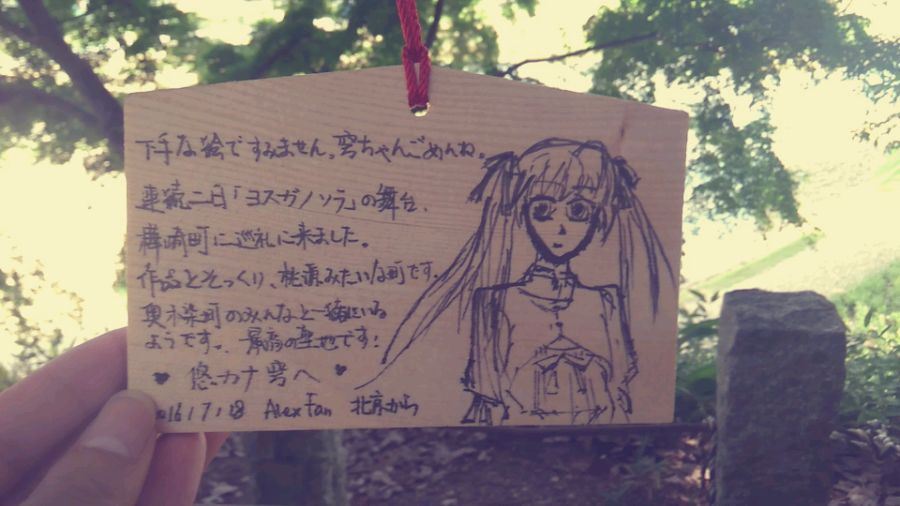 下手な絵ですみません。穹ちゃんごめんね。
連続二日「ヨスガノソラ」の舞台、
樺崎町に巡礼に来ました。
作品とそっくり、桃源みたいな町です。
奥木染町のみんなと一緒にいる
ようです。最高の聖地です！
♥ 悠カナ穹へ ♥
16 / 7 / 18 Alex Fan 北京から